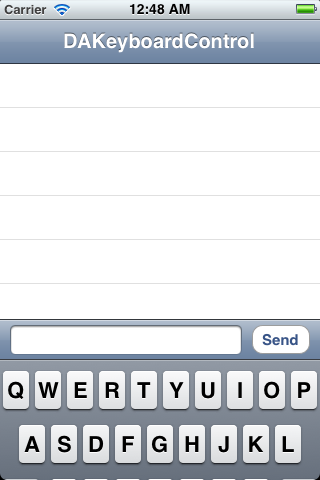 Carrier 12:48 AM
DAKeyboardControl
Send
Q W E R T Y U I O P
A S D F G H J K L